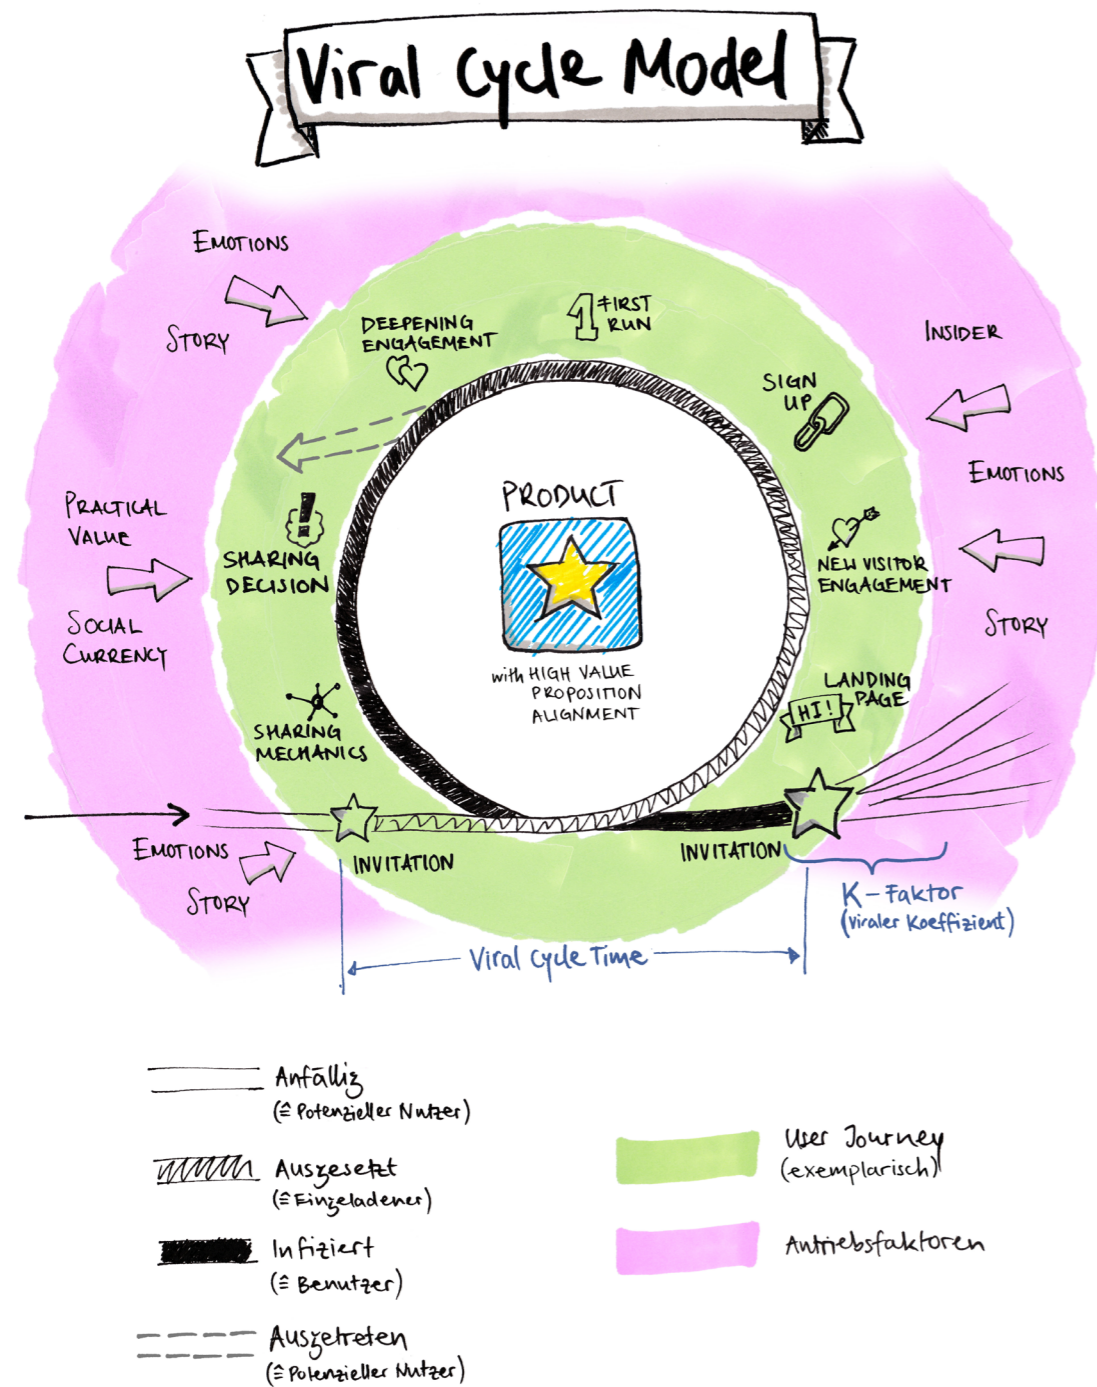 Viral Cycle Model
EMOTIONS
STORY
DEEPENING
ENGAGEMENT
1 FIRST
RUN
INSIDER
SIGN
UP
EMOTIONS
PRACTICAL
VALUE
SOCIAL
CURRENCY
SHARING
DECISION
PRODUCT
with HIGH VALUE
PROPOSITION
ALIGNMENT
NEW VISITOR
ENGAGEMENT
STORY
LANDING
PAGE
HI!
SHARING
MECHANICS
EMOTIONS
STORY
INVITATION
INVITATION
K-Faktor
(viraler Koeffizient)
Viral Cycle Time
Anfällig
(≙ Potenzieller Nutzer)
Ausgesetzt
(≙ Eingeladener)
Infiziert
(≙ Benutzer)
Ausgetreten
(≙ Potenzieller Nutzer)
User Journey
(exemplarisch)
Antriebsfaktoren